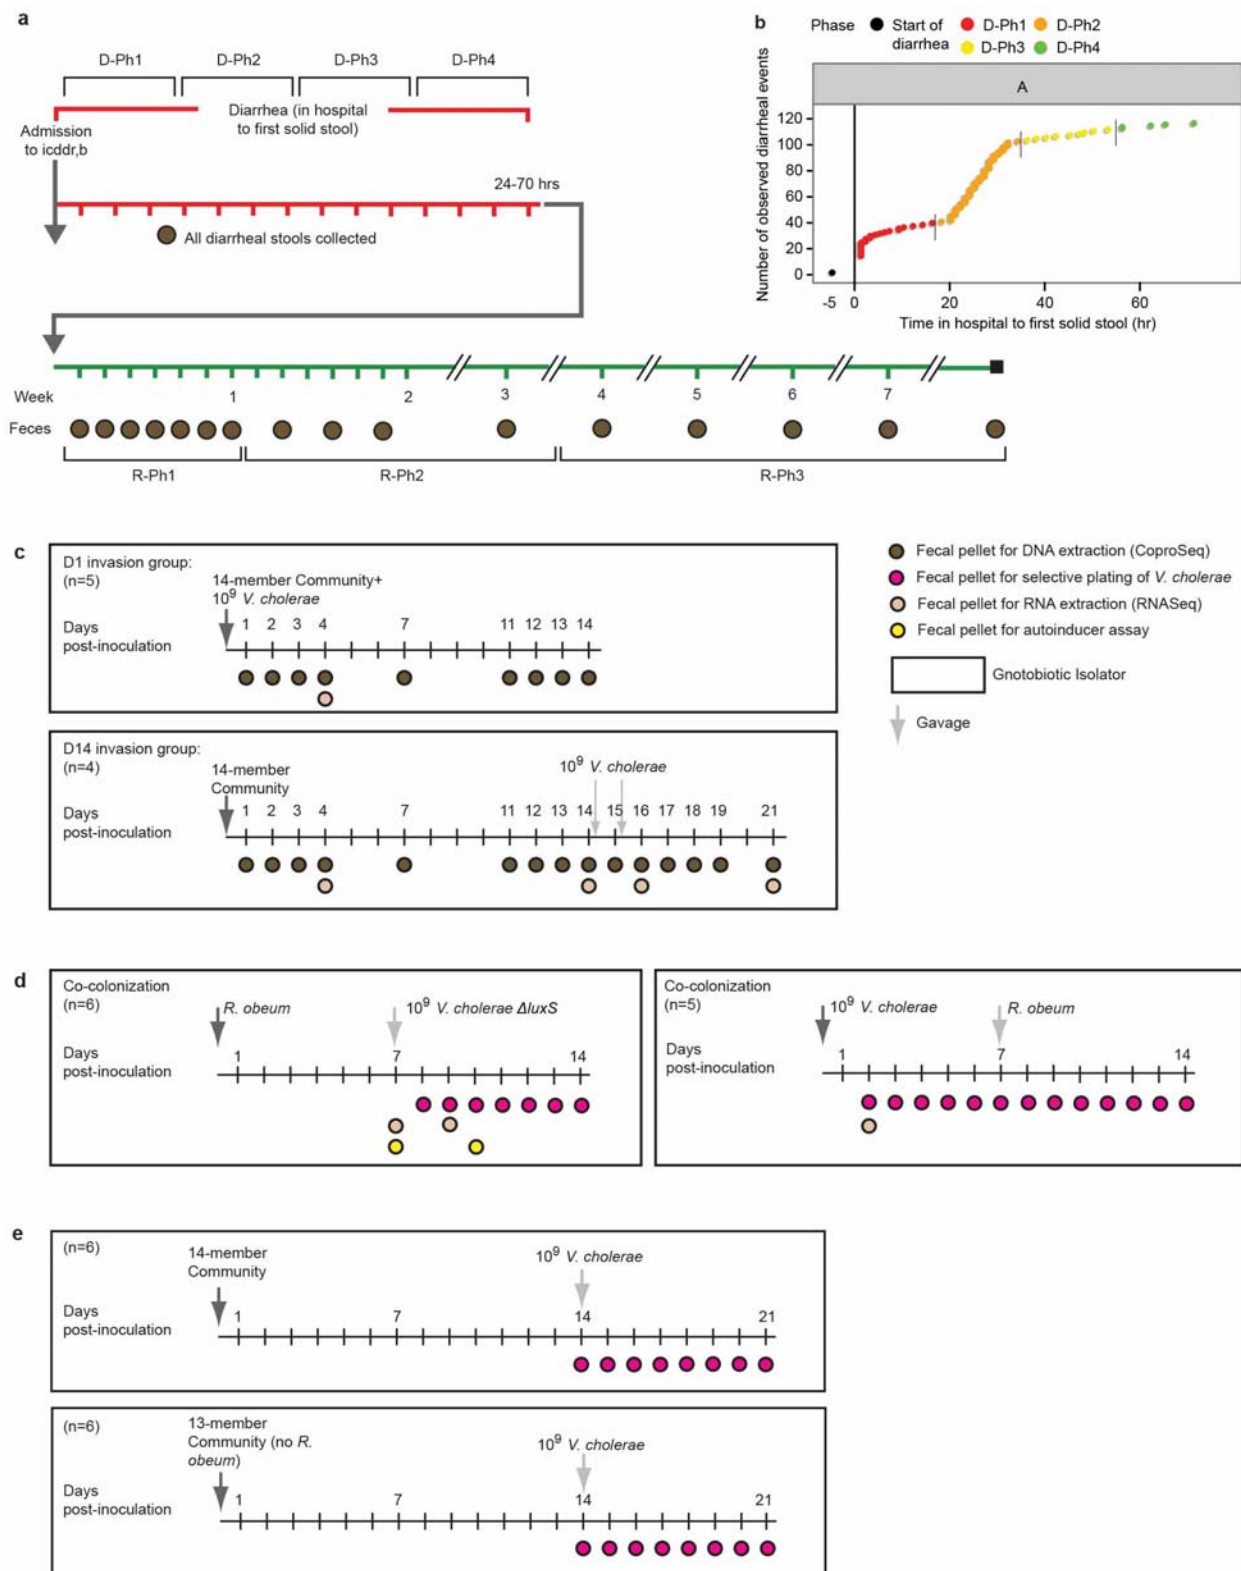 a
D-Ph1 D-Ph2 D-Ph3 D-Ph4
Diarrhea (in hospital
to first solid stool)
Admission
to icddr,b
24-70 hrs
All diarrheal stools collected
Week 1 2 3 4 5 6 7
Feces
R-Ph1 R-Ph2 R-Ph3
b
Phase Start of diarrhea D-Ph1 D-Ph2
D-Ph3 D-Ph4
A
Number of observed diarrheal events
120
100
80
60
40
20
0
-5 0 20 40 60
Time in hospital to first solid stool (hr)
c
D1 invasion group:
(n=5)
14-member Community+
10⁹ V. cholerae
Days
post-inoculation
1 2 3 4 7 11 12 13 14
D14 invasion group:
(n=4)
14-member
Community
10⁹ V. cholerae
Days
post-inoculation
1 2 3 4 7 11 12 13 14 15 16 17 18 19 21
Fecal pellet for DNA extraction (CoproSeq)
Fecal pellet for selective plating of V. cholerae
Fecal pellet for RNA extraction (RNASeq)
Fecal pellet for autoinducer assay
Gnotobiotic Isolator
Gavage
d
Co-colonization
(n=6)
R. obeum
10⁹ V. cholerae ΔluxS
Days
post-inoculation
1 7 14
Co-colonization
(n=5)
10⁹ V. cholerae
R. obeum
Days
post-inoculation
1 7 14
e
(n=6)
14-member
Community
10⁹ V. cholerae
Days
post-inoculation
1 7 14 21
(n=6)
13-member
Community (no R.
obeum)
10⁹ V. cholerae
Days
post-inoculation
1 7 14 21